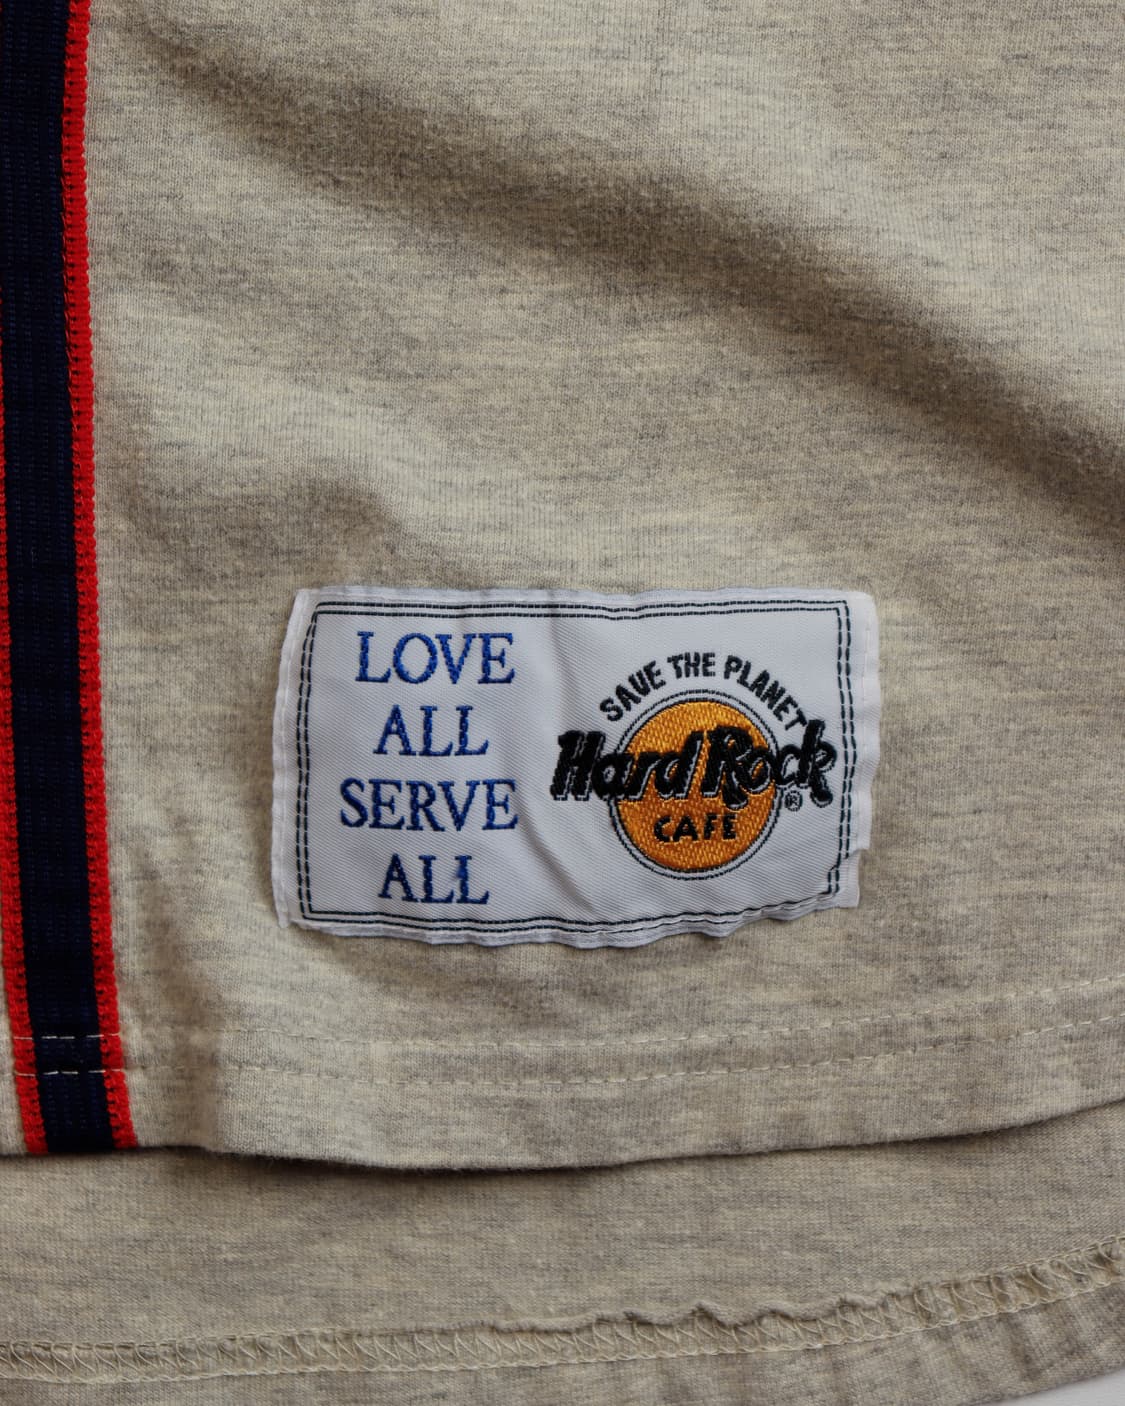 LOVE
ALL
SERVE
ALL
SAVE THE PLANET
Hard Rock
®
CAFE